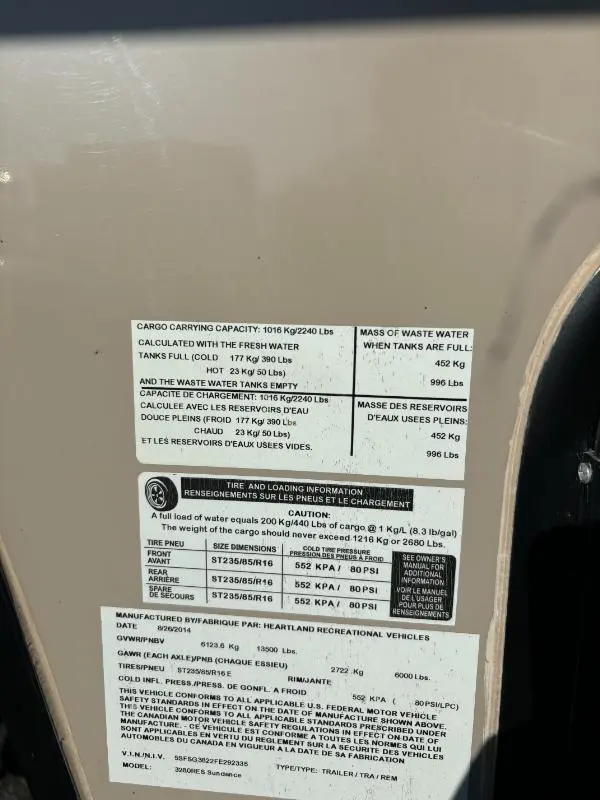 CARGO CARRYING CAPACITY: 1016 Kg/2240 Lbs
CALCULATED WITH THE FRESH WATER
TANKS FULL (COLD 177 Kg/ 390 Lbs
HOT 23 Kg/ 50 Lbs)
AND THE WASTE WATER TANKS EMPTY
MASS OF WASTE WATER
WHEN TANKS ARE FULL:
452 Kg
996 Lbs
CAPACITE DE CHARGEMENT: 1016 Kg/2240 Lbs
CALCULEE AVEC LES RESERVOIRS D'EAU
DOUCE PLEINS (FROID 177 Kg/ 390 Lbs
CHAUD 23 Kg/ 50 Lbs)
ET LES RESERVOIRS D'EAUX USEES VIDES.
MASSE DES RESERVOIRS
D'EAUX USEES PLEINS:
452 Kg
996 Lbs
TIRE AND LOADING INFORMATION
RENSEIGNEMENTS SUR LES PNEUS ET LE CHARGEMENT
CAUTION:
A full load of water equals 200 Kg/440 Lbs of cargo @ 1 Kg/L (8.3 lb/gal)
The weight of the cargo should never exceed 1216 Kg or 2680 Lbs.
TIRE PNEU SIZE DIMENSIONS COLD TIRE PRESSURE
PRESSION DES PNEUS À FROID
FRONT
AVANT ST235/85/R16 552 KPA / 80 PSI
REAR
ARRIÈRE ST235/85/R16 552 KPA / 80 PSI
SPARE
DE SECOURS ST235/85/R16 552 KPA / 80 PSI
SEE OWNER'S
MANUAL FOR
ADDITIONAL
INFORMATION
VOIR LE MANUEL
DE L'USAGER
POUR PLUS DE
RENSEIGNEMENTS
MANUFACTURED BY/FABRIQUE PAR: HEARTLAND RECREATIONAL VEHICLES
DATE 8/26/2014
GVWR/PNBV 6123.6 Kg 13500 Lbs.
GAWR (EACH AXLE)/PNB (CHAQUE ESSIEU) 2722 Kg 6000 Lbs.
TIRES/PNEU ST235/85/R16 E RIM/JANTE
COLD INFL. PRESS./PRESS. DE GONFL. A FROID 552 KPA ( 80 PSI/LPC)
THIS VEHICLE CONFORMS TO ALL APPLICABLE U.S. FEDERAL MOTOR VEHICLE
SAFETY STANDARDS IN EFFECT ON THE DATE OF MANUFACTURE SHOWN ABOVE.
THIS VEHICLE CONFORMS TO ALL APPLICABLE STANDARDS PRESCRIBED UNDER
THE CANADIAN MOTOR VEHICLE SAFETY REGULATIONS IN EFFECT ON DATE OF
MANUFACTURE. - CE VEHICULE EST CONFORME A TOUTES LES NORMES QUI LUI
SONT APPLICABLES EN VERTU DU REGLEMENT SUR LA SECURITE DES VEHICLES
AUTOMOBILES DU CANADA EN VIGUEUR A LA DATE DE SA FABRICATION
V.I.N./N.I.V. 5SFSG3822FE292335
MODEL: 3280RES Sundance TYPE/TYPE: TRAILER / TRA / REM